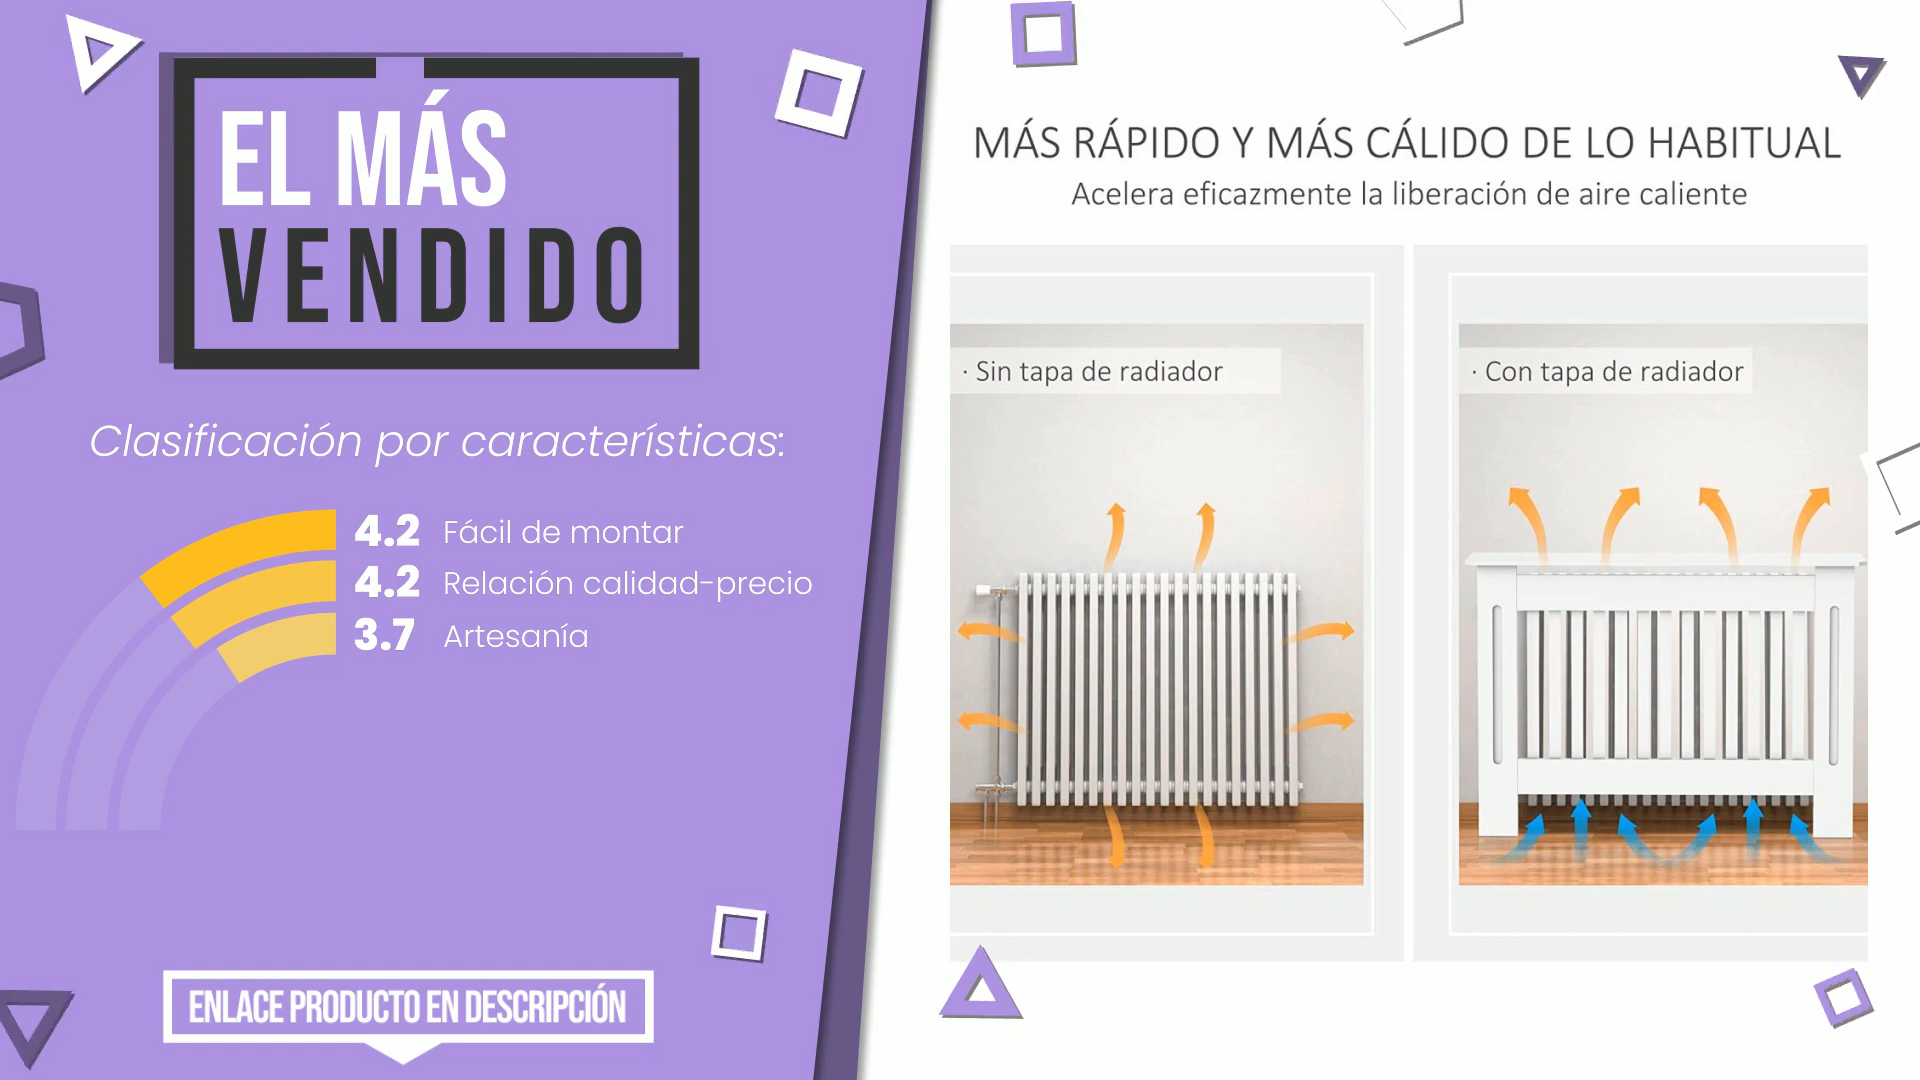 EL MÁS
VENDIDO
Clasificación por características:
4.2 Fácil de montar
4.2 Relación calidad-precio
3.7 Artesanía
ENLACE PRODUCTO EN DESCRIPCIÓN
MÁS RÁPIDO Y MÁS CÁLIDO DE LO HABITUAL
Acelera eficazmente la liberación de aire caliente
· Sin tapa de radiador
· Con tapa de radiador